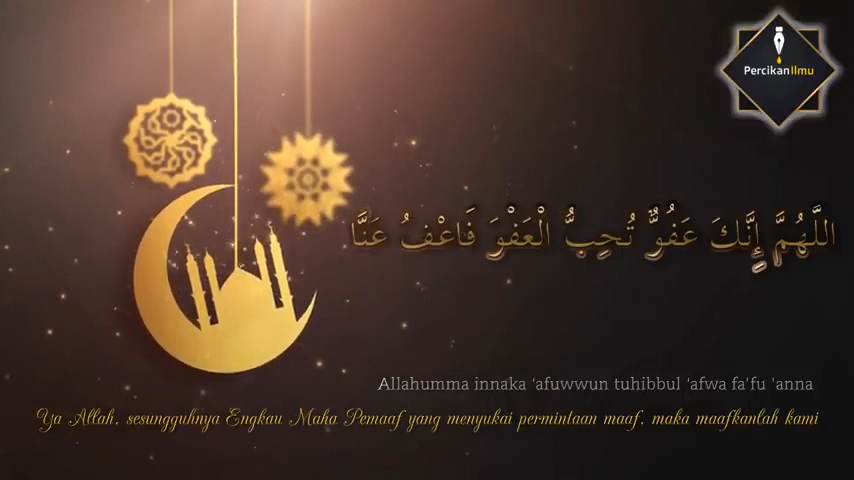 PercikanIlmu
اللَّهُمَّ إِنَّكَ عَفُوٌّ تُحِبُّ الْعَفْوَ فَاعْفُ عَنَّا
Allahumma innaka 'afuwwun tuhibbul 'afwa fa'fu 'anna
Ya Allah, sesungguhnya Engkau Maha Pemaaf yang menyukai permintaan maaf, maka maafkanlah kami